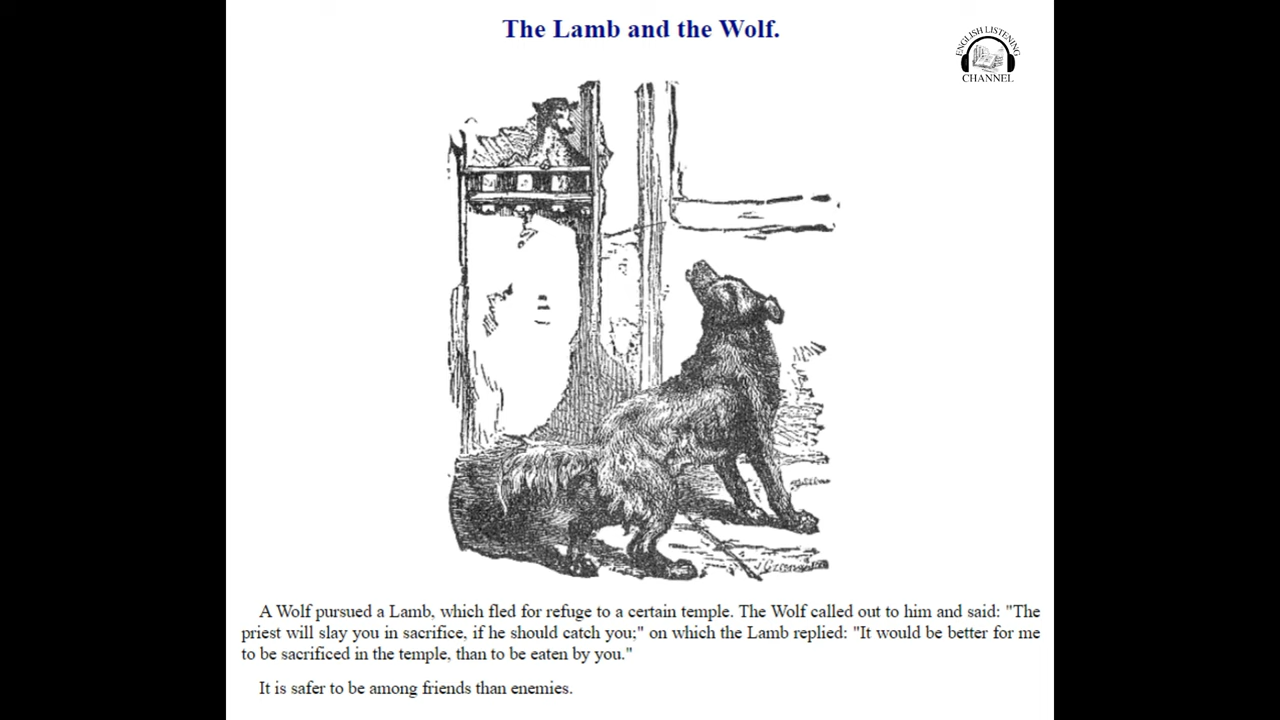 The Lamb and the Wolf.
ENGLISH LISTENING
CHANNEL
A Wolf pursued a Lamb, which fled for refuge to a certain temple. The Wolf called out to him and said: "The
priest will slay you in sacrifice, if he should catch you;" on which the Lamb replied: "It would be better for me
to be sacrificed in the temple, than to be eaten by you."
It is safer to be among friends than enemies.